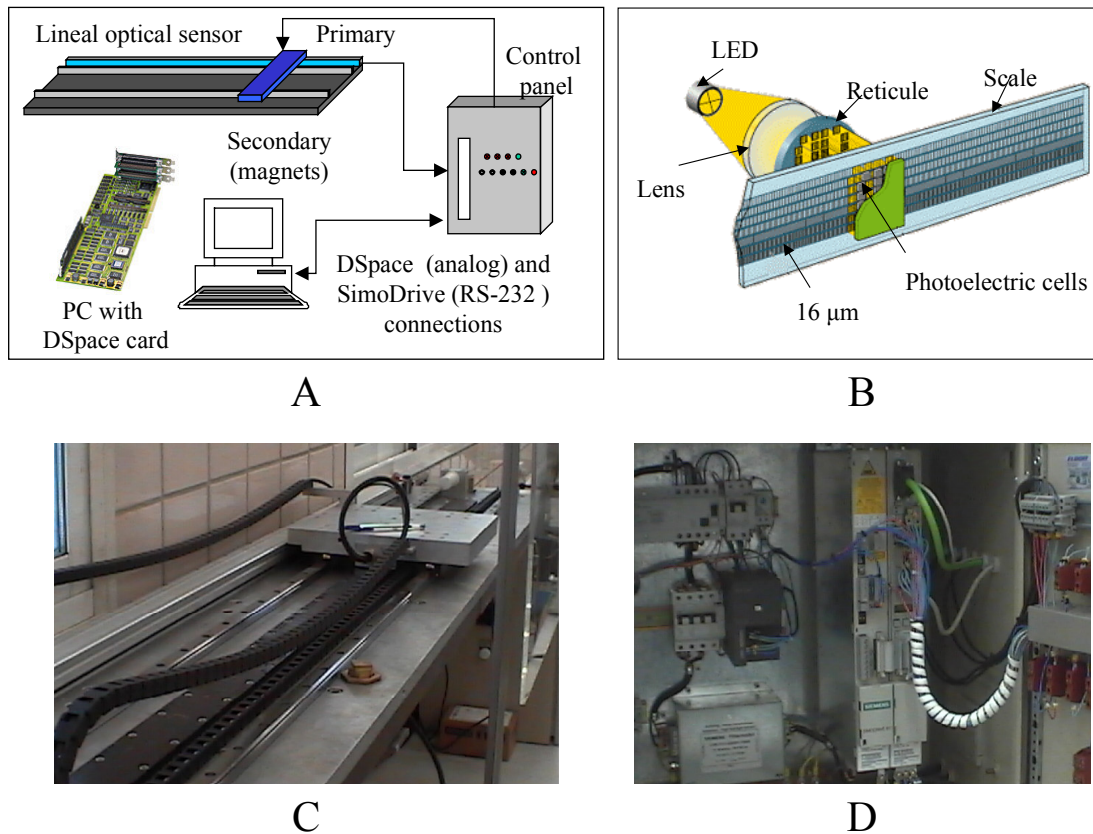 Lineal optical sensor
Primary
Control
panel
Secondary
(magnets)
DSpace (analog) and
SimoDrive (RS-232 )
connections
PC with
DSpace card
A
LED
Reticule
Scale
Lens
Photoelectric cells
16 μm
B
C
SIEMENS
D